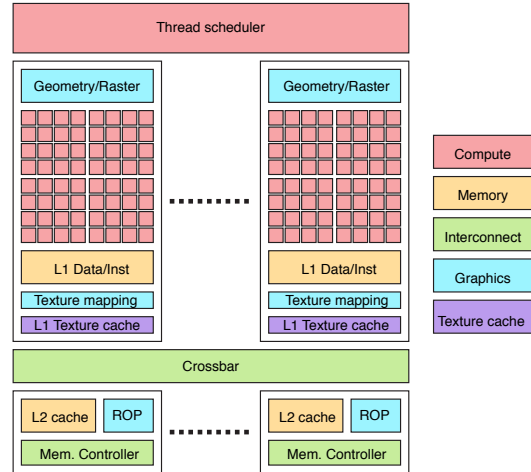 Thread scheduler
Geometry/Raster
L1 Data/Inst
Texture mapping
L1 Texture cache
Geometry/Raster
L1 Data/Inst
Texture mapping
L1 Texture cache
Crossbar
L2 cache
ROP
Mem. Controller
L2 cache
ROP
Mem. Controller
Compute
Memory
Interconnect
Graphics
Texture cache